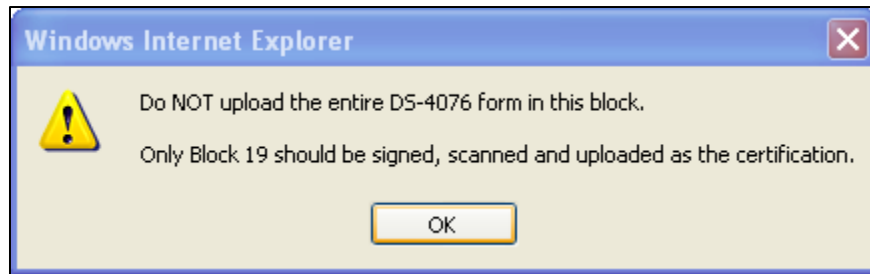 Windows Internet Explorer
Do NOT upload the entire DS-4076 form in this block.
Only Block 19 should be signed, scanned and uploaded as the certification.
OK